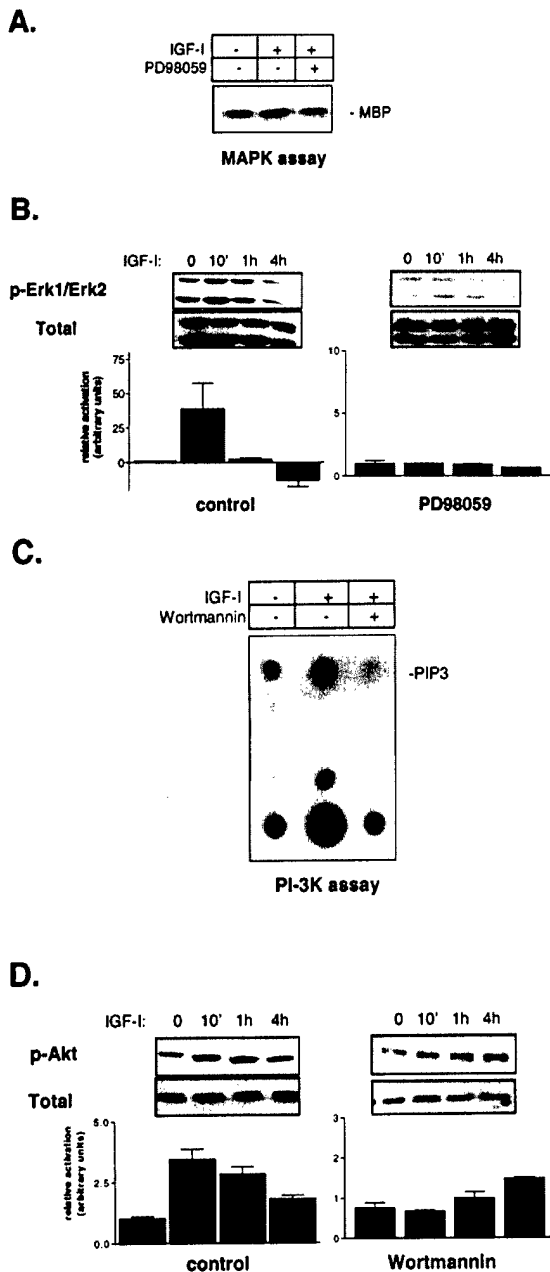 A.
IGF-I - + +
PD98059 - - +
- MBP
MAPK assay
B.
IGF-I: 0 10' 1h 4h 0 10' 1h 4h
p-Erk1/Erk2
Total
relative activation
(arbitrary units)
75
50
25
0
10
5
0
control
PD98059
C.
IGF-I - + +
Wortmannin - - +
-PIP3
PI-3K assay
D.
IGF-I: 0 10' 1h 4h 0 10' 1h 4h
p-Akt
Total
relative activation
(arbitrary units)
5.0
2.5
0.0
3
2
1
0
control
Wortmannin